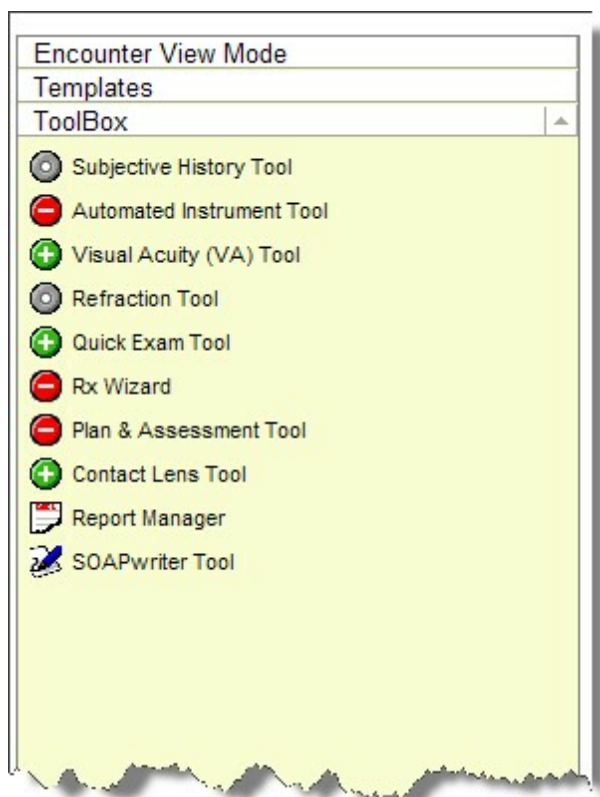 Encounter View Mode
Templates
ToolBox
Subjective History Tool
Automated Instrument Tool
Visual Acuity (VA) Tool
Refraction Tool
Quick Exam Tool
Rx Wizard
Plan & Assessment Tool
Contact Lens Tool
Report Manager
SOAPwriter Tool